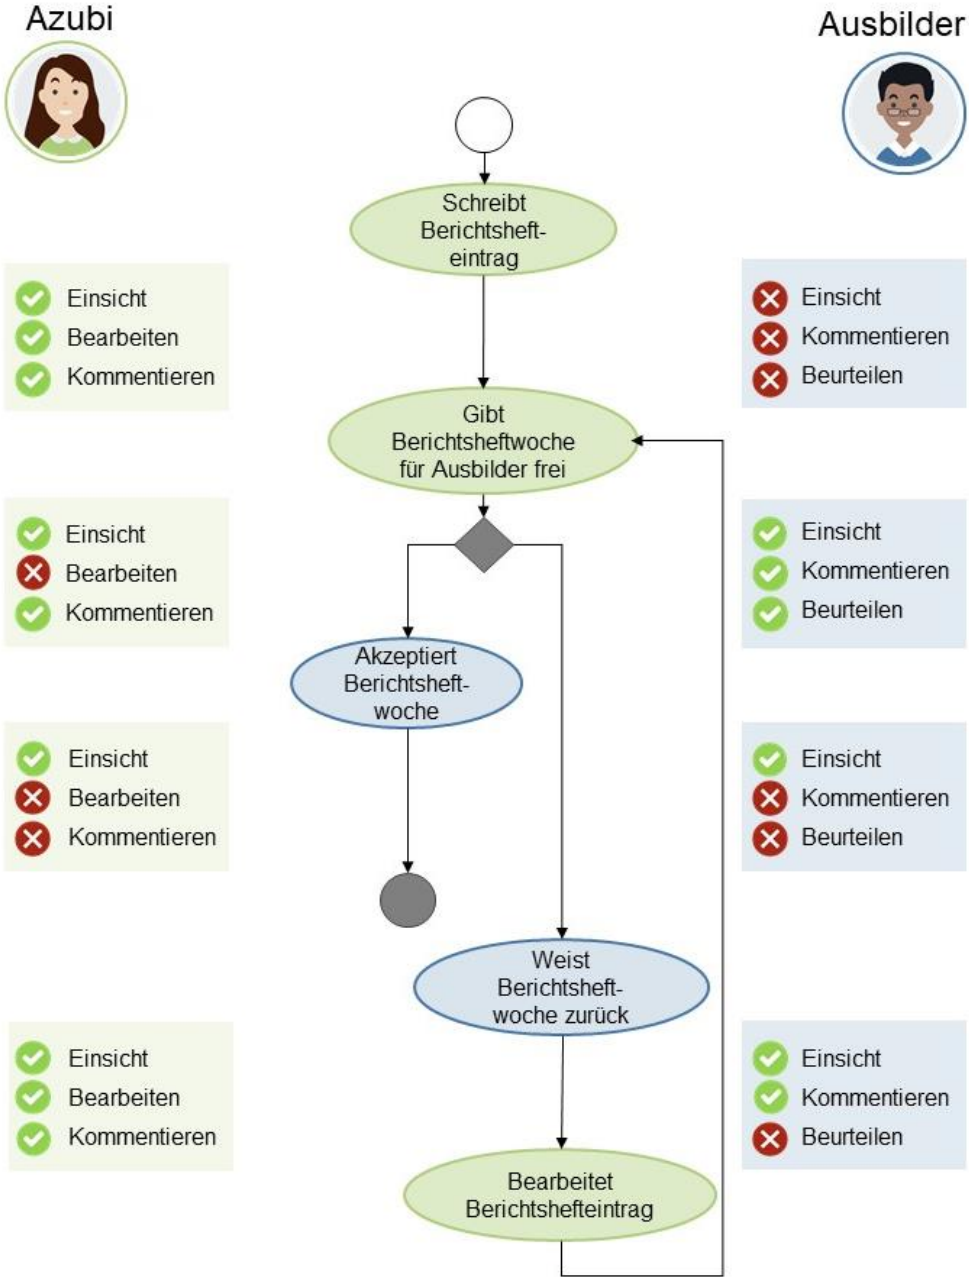 Azubi
Ausbilder
Schreibt
Berichtsheft-
eintrag
Einsicht
Bearbeiten
Kommentieren
Einsicht
Kommentieren
Beurteilen
Gibt
Berichtsheftwoche
für Ausbilder frei
Einsicht
Bearbeiten
Kommentieren
Einsicht
Kommentieren
Beurteilen
Akzeptiert
Berichtsheft-
woche
Einsicht
Bearbeiten
Kommentieren
Einsicht
Kommentieren
Beurteilen
Weist
Berichtsheft-
woche zurück
Einsicht
Bearbeiten
Kommentieren
Einsicht
Kommentieren
Beurteilen
Bearbeitet
Berichtshefteintrag